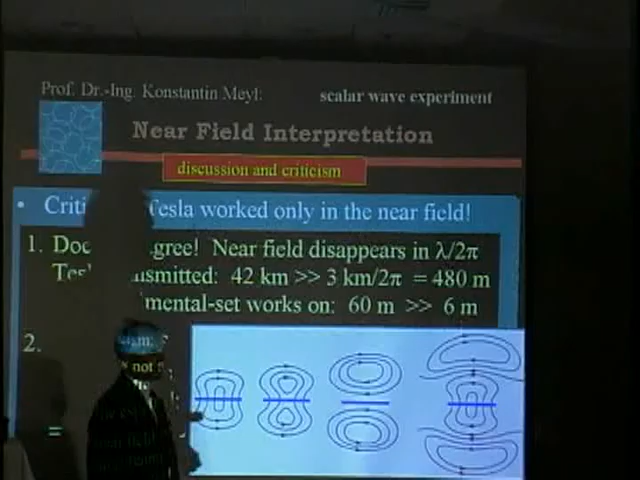 Prof. Dr.-Ing. Konstantin Meyl: scalar wave experiment
Near Field Interpretation
discussion and criticism
• Criti Tesla worked only in the near field!
1. Doc gree! Near field disappears in λ/2π
Tesl nsmitted: 42 km >> 3 km/2π = 480 m
mental-set works on: 60 m >> 6 m
2.
not
=